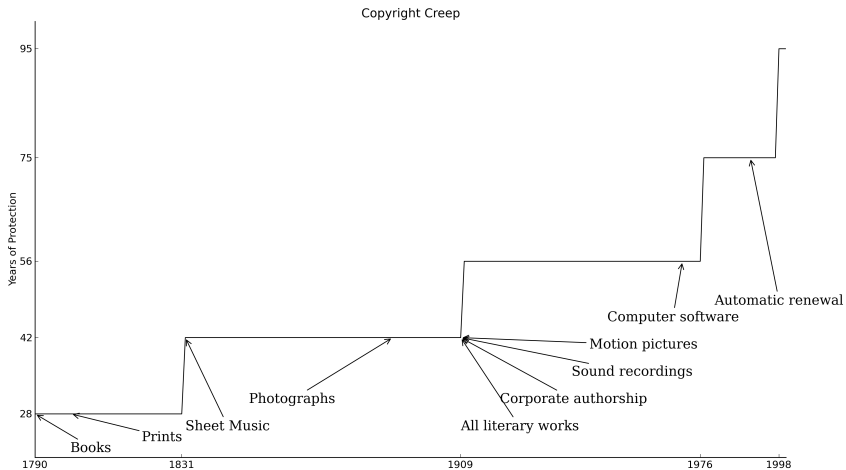 Copyright Creep
Years of Protection
95
75
56
42
28
Automatic renewal
Computer software
Motion pictures
Sound recordings
Photographs
Corporate authorship
Sheet Music
All literary works
Prints
Books
1790
1831
1909
1976
1998